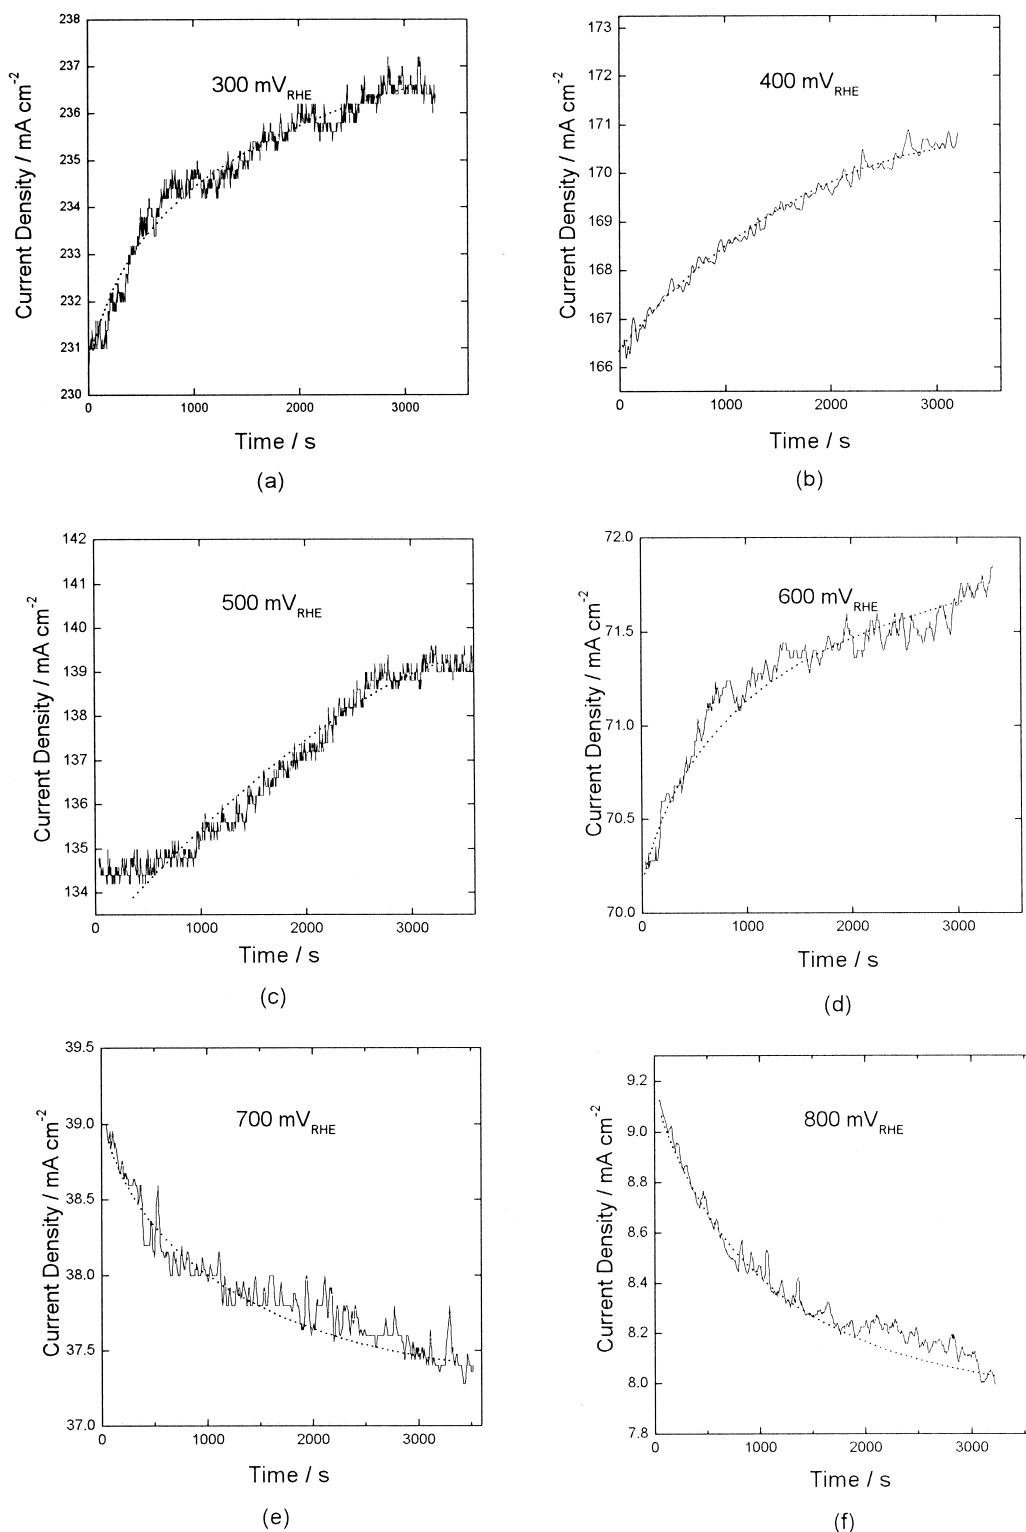 238
237
236
235
234
233
232
231
230
Current Density / mA cm-2
300 mVRHE
0 1000 2000 3000
Time / s
(a)
173
172
171
170
169
168
167
166
Current Density / mA cm-2
400 mVRHE
0 1000 2000 3000
Time / s
(b)
142
141
140
139
138
137
136
135
134
Current Density / mA cm-2
500 mVRHE
0 1000 2000 3000
Time / s
(c)
72.0
71.5
71.0
70.5
70.0
Current Density / mA cm-2
600 mVRHE
0 1000 2000 3000
Time / s
(d)
39.5
39.0
38.5
38.0
37.5
37.0
Current Density / mA cm-2
700 mVRHE
0 1000 2000 3000
Time / s
(e)
9.2
9.0
8.8
8.6
8.4
8.2
8.0
7.8
Current Density / mA cm-2
800 mVRHE
0 1000 2000 3000
Time / s
(f)